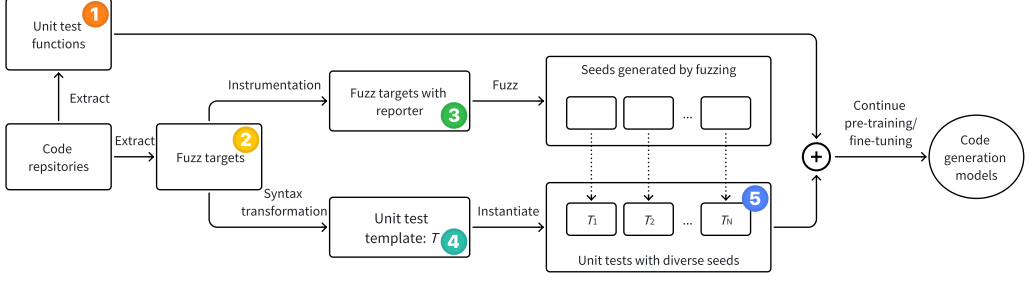 Unit test
functions
1
Extract
Code
repsitories
Extract
Fuzz targets
2
Instrumentation
Fuzz targets with
reporter
3
Fuzz
Seeds generated by fuzzing
...
Syntax
transformation
Unit test
template: T
4
Instantiate
5
T1
T2
...
TN
Unit tests with diverse seeds
+
Continue
pre-training/
fine-tuning
Code
generation
models